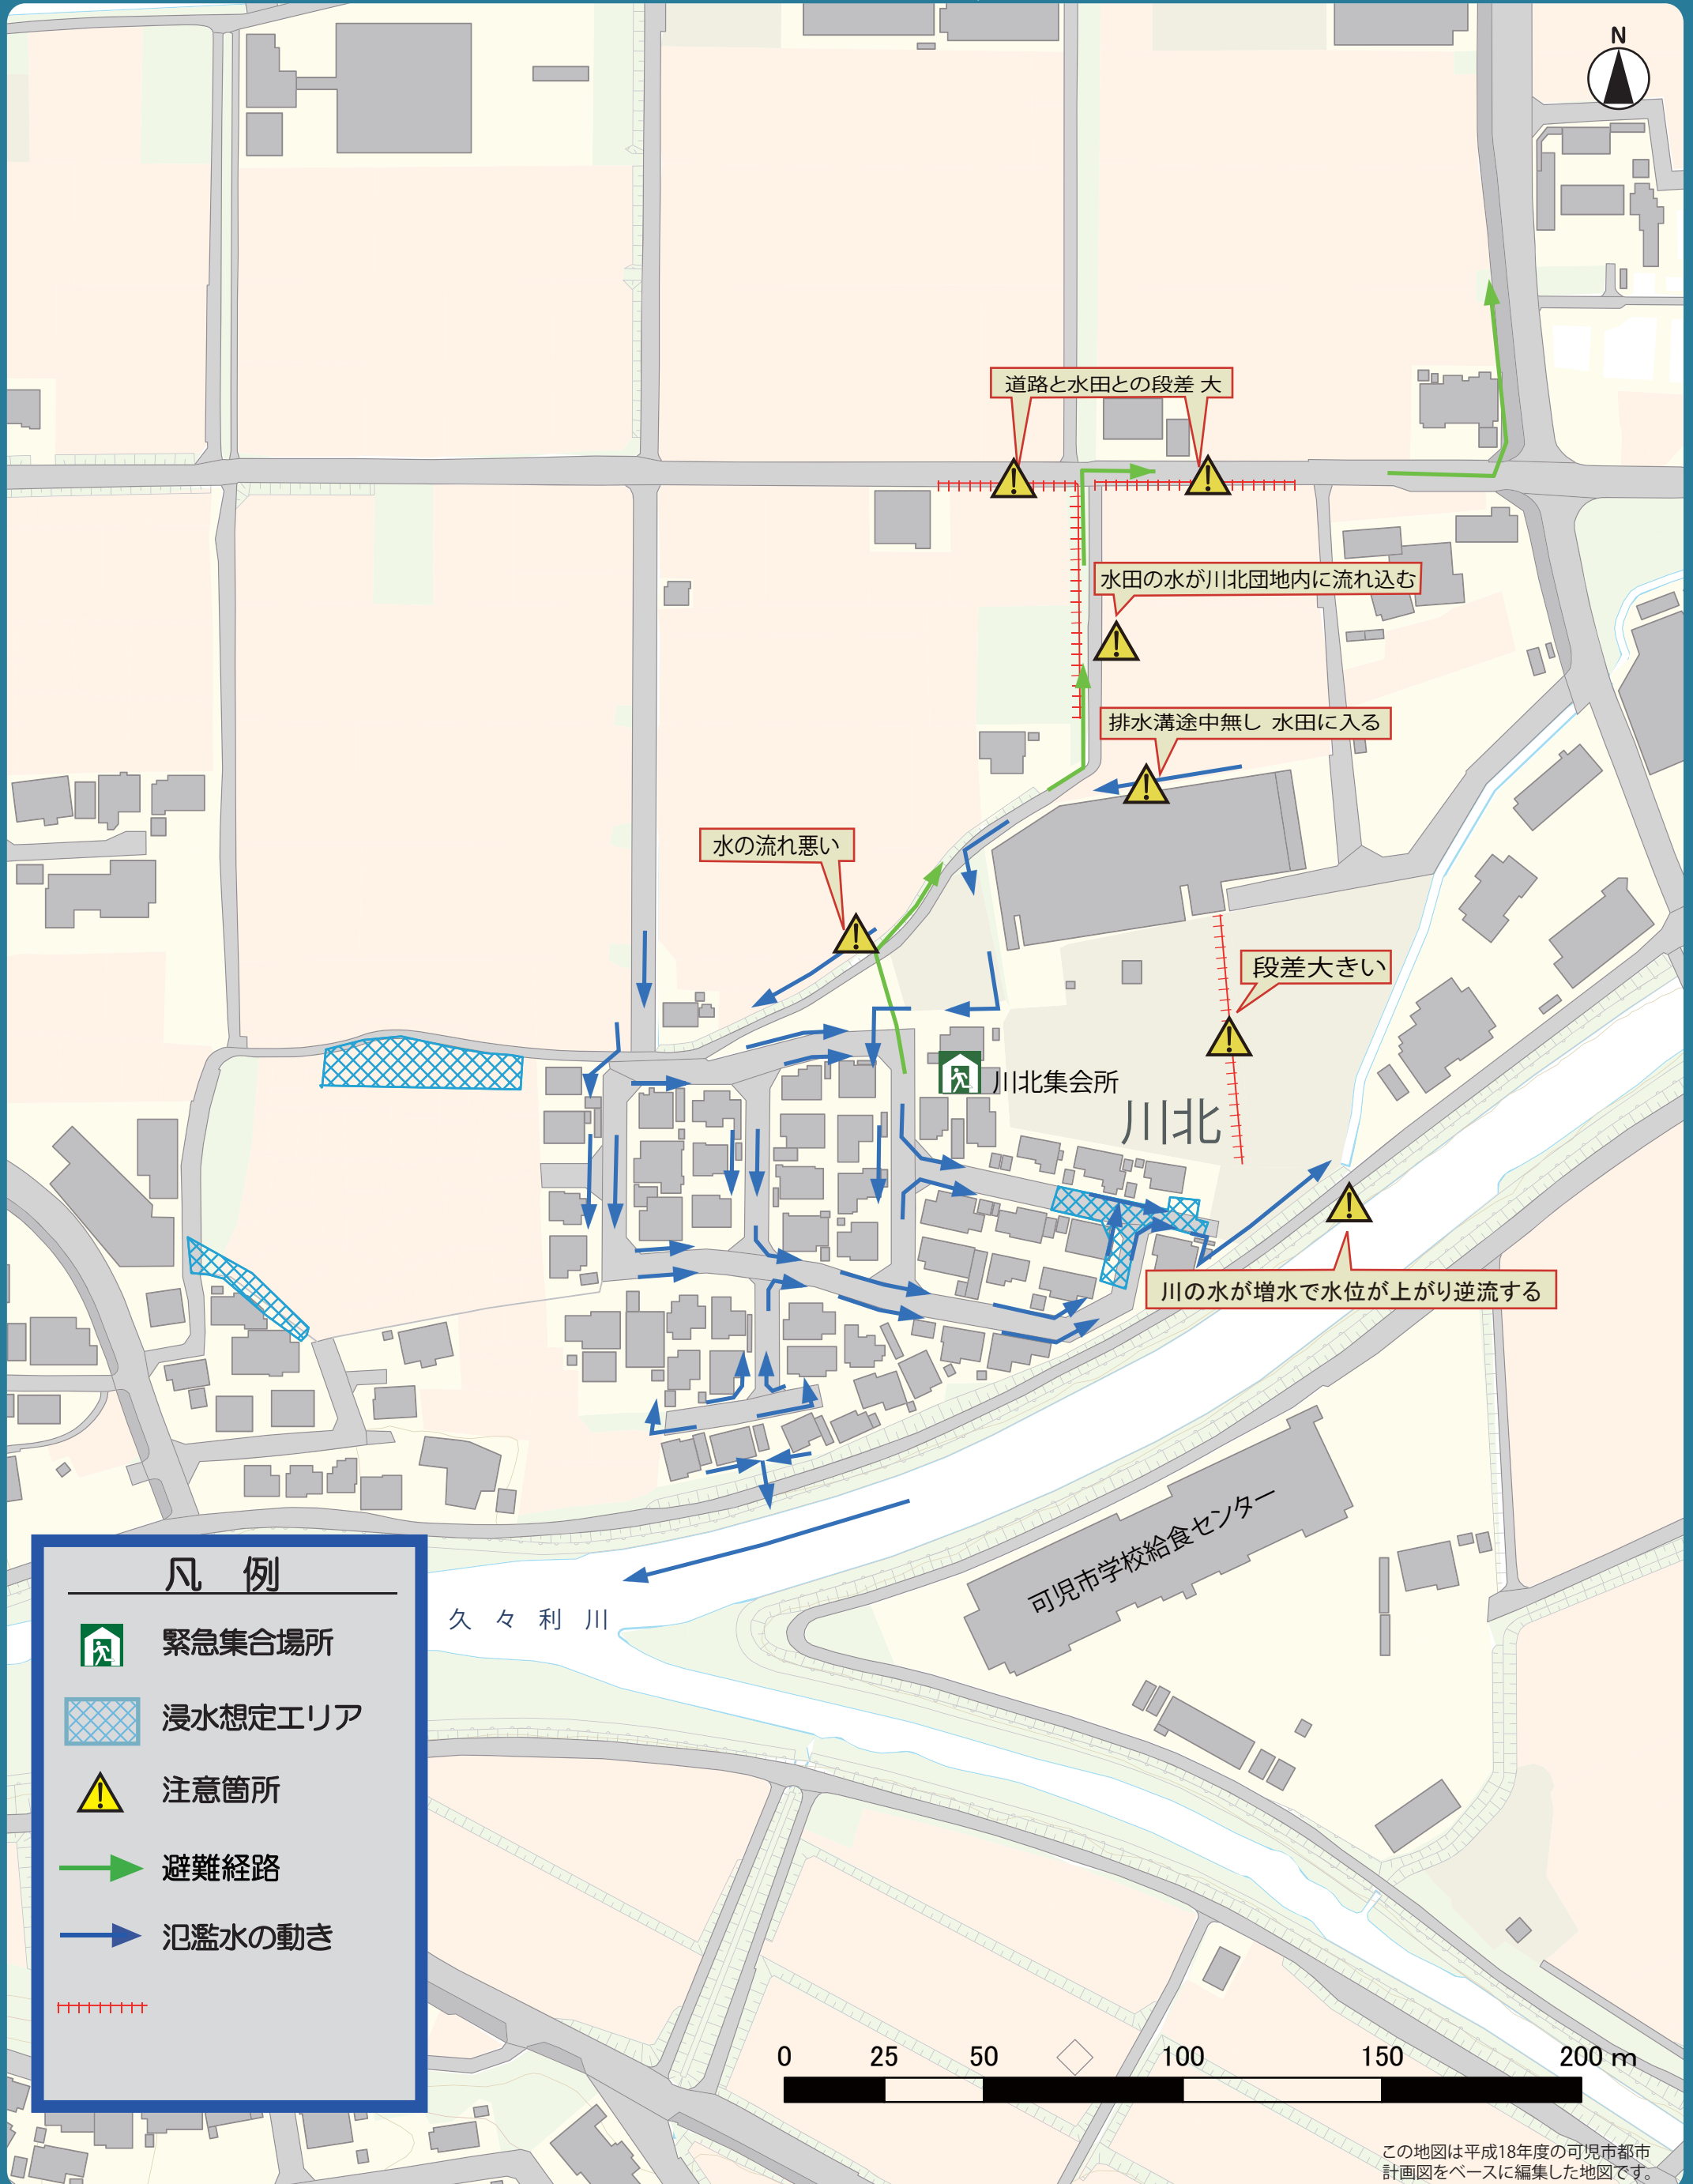 N
道路と水田との段差 大
水田の水が川北団地内に流れ込む
排水溝途中無し 水田に入る
水の流れ悪い
段差大きい
川北集会所
川北
川の水が増水で水位が上がり逆流する
可児市学校給食センター
久々利川
凡 例
緊急集合場所
浸水想定エリア
注意箇所
避難経路
氾濫水の動き
0 25 50 100 150 200 m
この地図は平成18年度の可児市都市
計画図をベースに編集した地図です。